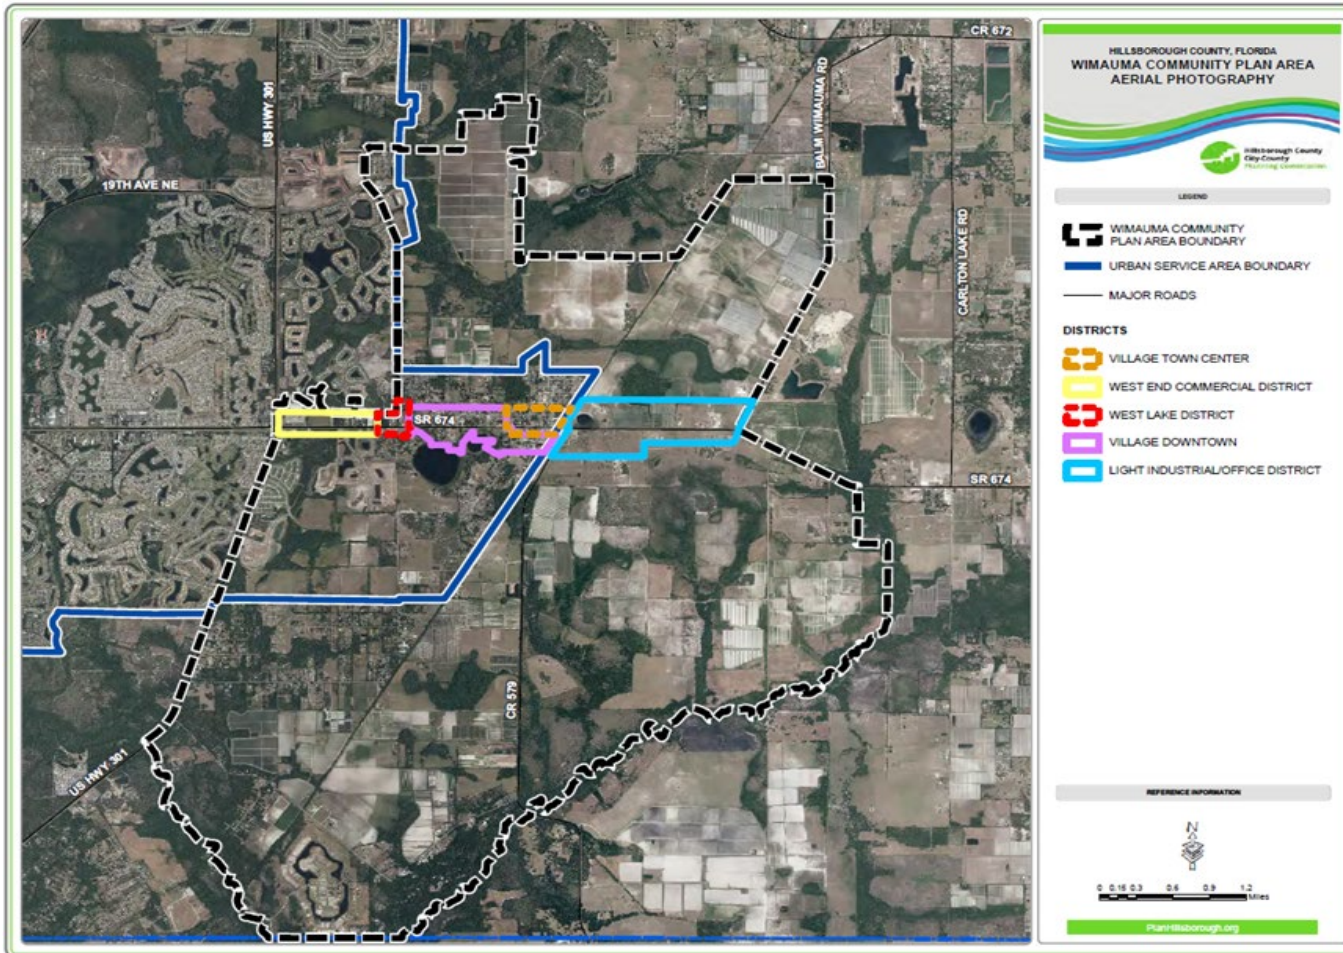 CR 672
US HWY 301
BALM WIMAUMA RD
19TH AVE NE
CARLTON LAKE RD
SR 674
SR 674
CR 579
US HWY 301
HILLSBOROUGH COUNTY, FLORIDA
WIMAUMA COMMUNITY PLAN AREA
AERIAL PHOTOGRAPHY
Hillsborough County
City-County
Planning Commission
LEGEND
WIMAUMA COMMUNITY
PLAN AREA BOUNDARY
URBAN SERVICE AREA BOUNDARY
MAJOR ROADS
DISTRICTS
VILLAGE TOWN CENTER
WEST END COMMERCIAL DISTRICT
WEST LAKE DISTRICT
VILLAGE DOWNTOWN
LIGHT INDUSTRIAL/OFFICE DISTRICT
REFERENCE INFORMATION
N
0 0.15 0.3 0.6 0.9 1.2
Miles
PlanHillsborough.org